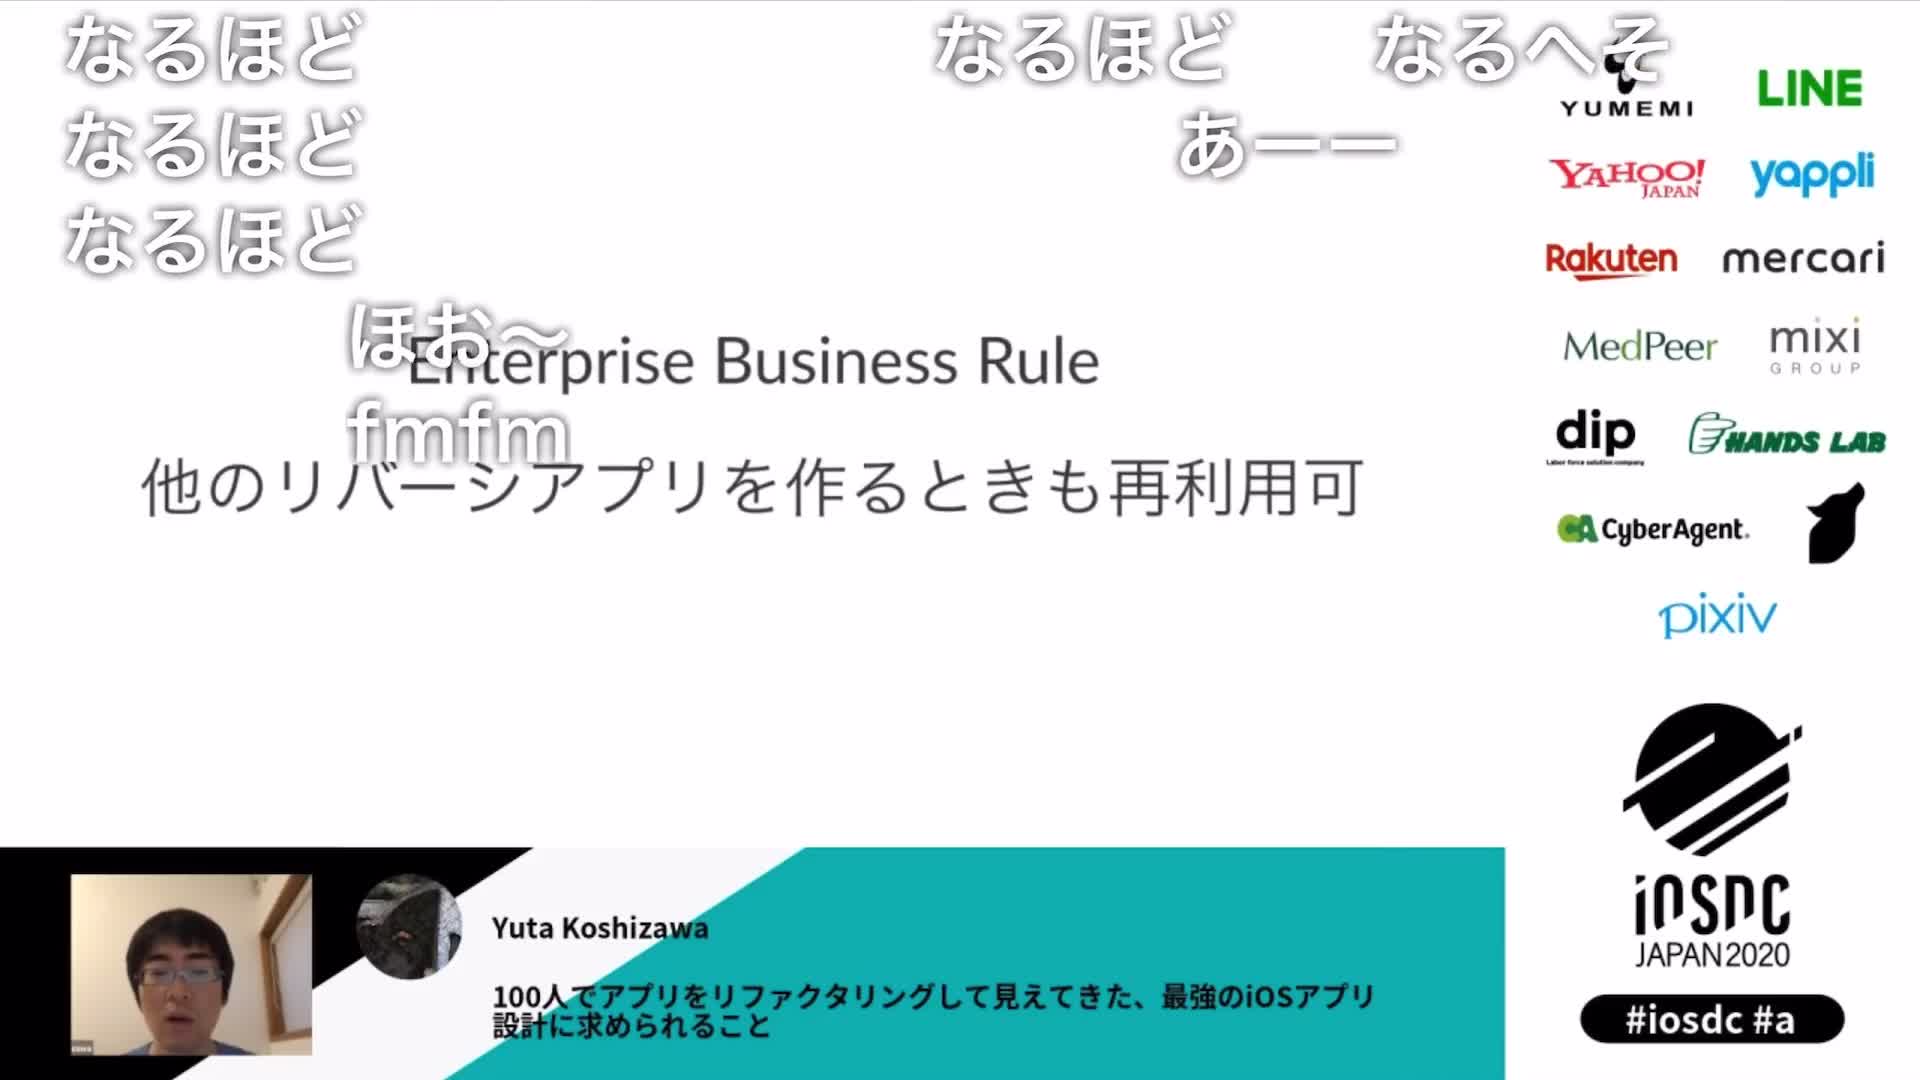 なるほど
なるほど
なるへそ
なるほど
あーー
なるほど
ほお〜
Enterprise Business Rule
fmfm
他のリバーシアプリを作るときも再利用可
YUMEMI
LINE
YAHOO!
JAPAN
yappli
Rakuten
mercari
MedPeer
mixi
GROUP
dip
Labor force solution company
HANDS LAB
CA CyberAgent.
pixiv
iOSDC
JAPAN 2020
#iosdc #a
Yuta Koshizawa
100人でアプリをリファクタリングして見えてきた、最強のiOSアプリ
設計に求められること